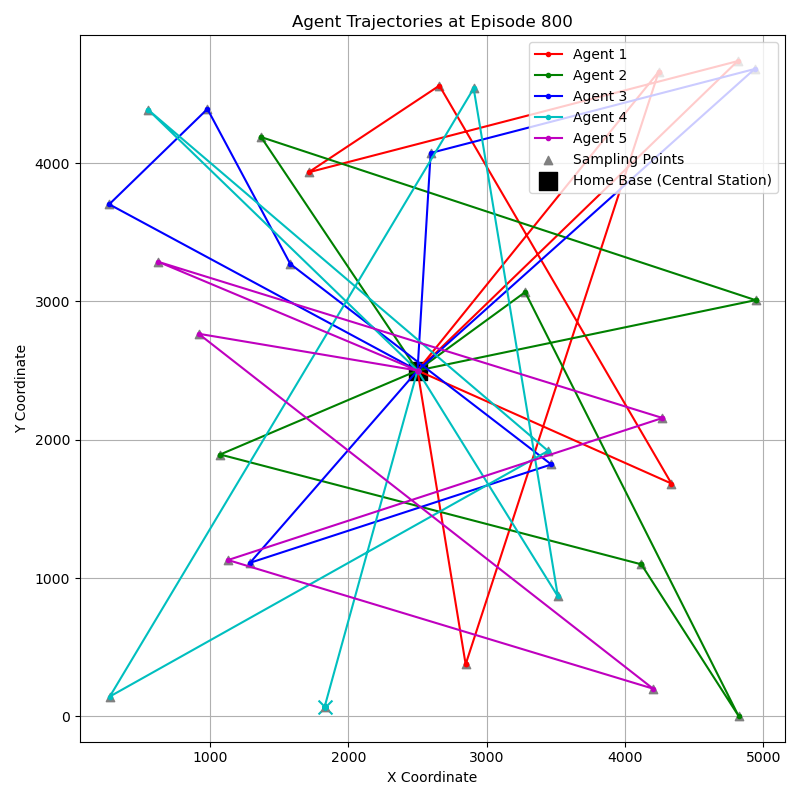 Agent Trajectories at Episode 800
Agent 1
Agent 2
Agent 3
Agent 4
Agent 5
Sampling Points
Home Base (Central Station)
Y Coordinate
4000
3000
2000
1000
0
1000
2000
3000
4000
5000
X Coordinate